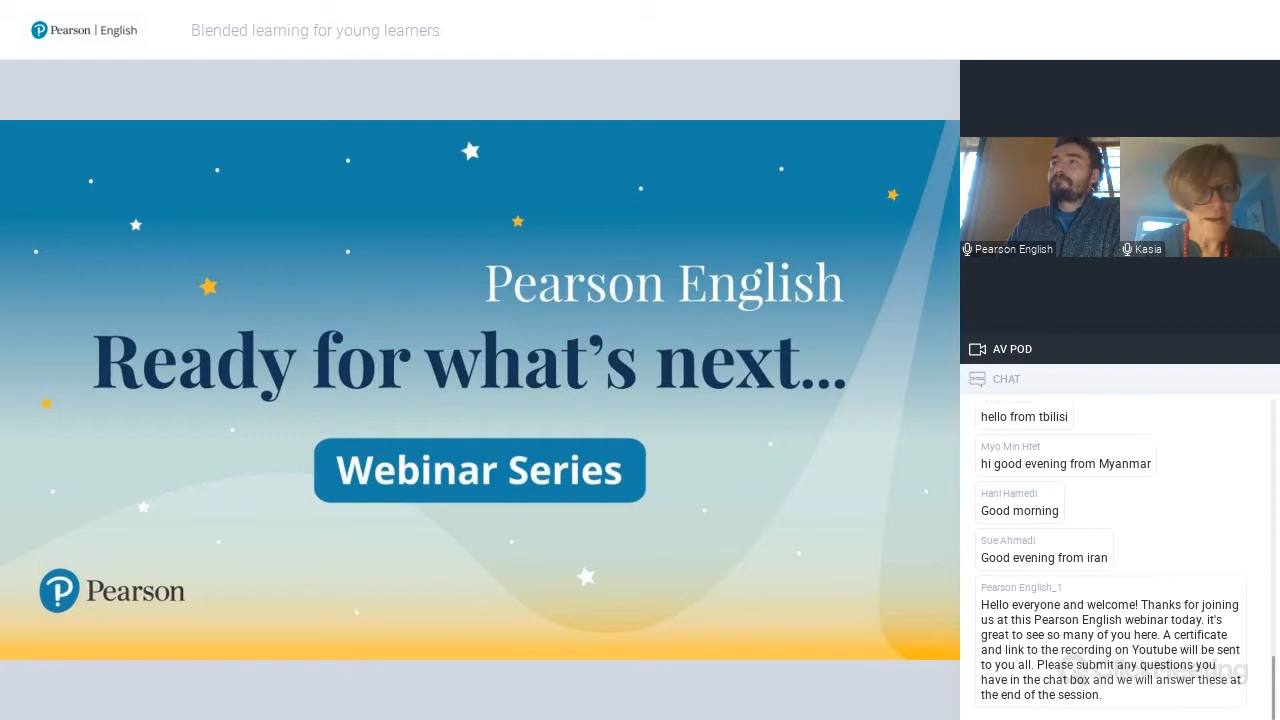 Pearson | English
Blended learning for young learners
Pearson English
Ready for what's next...
Webinar Series
Pearson
Pearson English
Kasia
AV POD
CHAT
hello from tbilisi
Myo Min Htet
hi good evening from Myanmar
Hani Hamedi
Good morning
Sue Ahmadi
Good evening from iran
Pearson English_1
Hello everyone and welcome! Thanks for joining
us at this Pearson English webinar today. it's
great to see so many of you here. A certificate
and link to the recording on Youtube will be sent
to you all. Please submit any questions you
have in the chat box and we will answer these at
the end of the session.
ClickMeeting